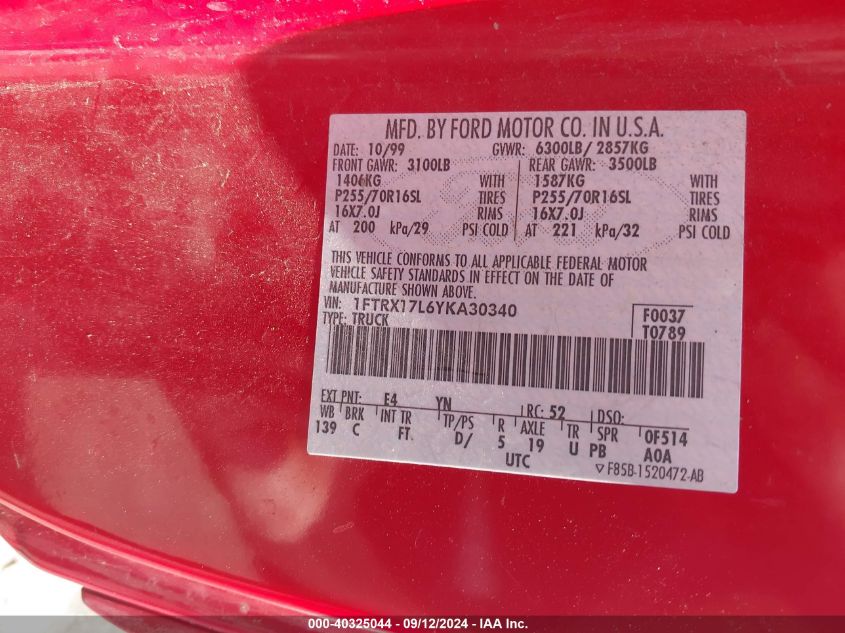 MFD. BY FORD MOTOR CO. IN U.S.A.
DATE: 10/99 GVWR: 6300LB/ 2857KG
FRONT GAWR: 3100LB REAR GAWR: 3500LB
1406KG WITH 1587KG WITH
P255/70R16SL TIRES P255/70R16SL TIRES
16X7.0J RIMS 16X7.0J RIMS
AT 200 kPa/29 PSI COLD AT 221 kPa/32 PSI COLD
THIS VEHICLE CONFORMS TO ALL APPLICABLE FEDERAL MOTOR
VEHICLE SAFETY STANDARDS IN EFFECT ON THE DATE OF
MANUFACTURE SHOWN ABOVE.
VIN: 1FTRX17L6YKA30340 F0037
TYPE: TRUCK T0789
EXT PNT: E4 YN RC: 52 DSO:
WB BRK INT TR TP/PS R AXLE TR SPR 0F514
139 C FT D/ 5 19 U PB A0A
UTC F85B-1520472-AB
000-40325044 - 09/12/2024 - IAA Inc.